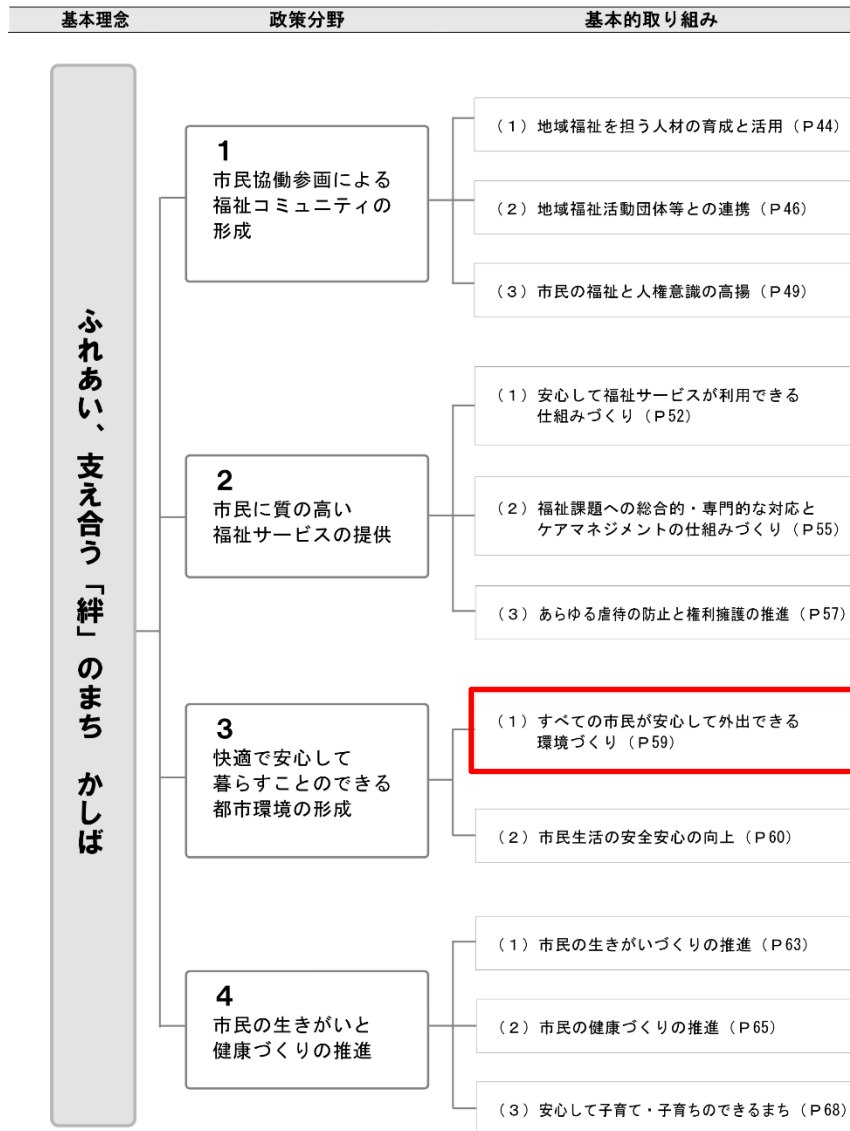 基本理念 政策分野 基本的取り組み
ふれあい、支え合う「絆」のまち かしば
1
市民協働参画による
福祉コミュニティの
形成
(1)地域福祉を担う人材の育成と活用(P44)
(2)地域福祉活動団体等との連携(P46)
(3)市民の福祉と人権意識の高揚(P49)
2
市民に質の高い
福祉サービスの提供
(1)安心して福祉サービスが利用できる
仕組みづくり(P52)
(2)福祉課題への総合的・専門的な対応と
ケアマネジメントの仕組みづくり(P55)
(3)あらゆる虐待の防止と権利擁護の推進(P57)
3
快適で安心して
暮らすことのできる
都市環境の形成
(1)すべての市民が安心して外出できる
環境づくり(P59)
(2)市民生活の安全安心の向上(P60)
4
市民の生きがいと
健康づくりの推進
(1)市民の生きがいづくりの推進(P63)
(2)市民の健康づくりの推進(P65)
(3)安心して子育て・子育ちのできるまち(P68)